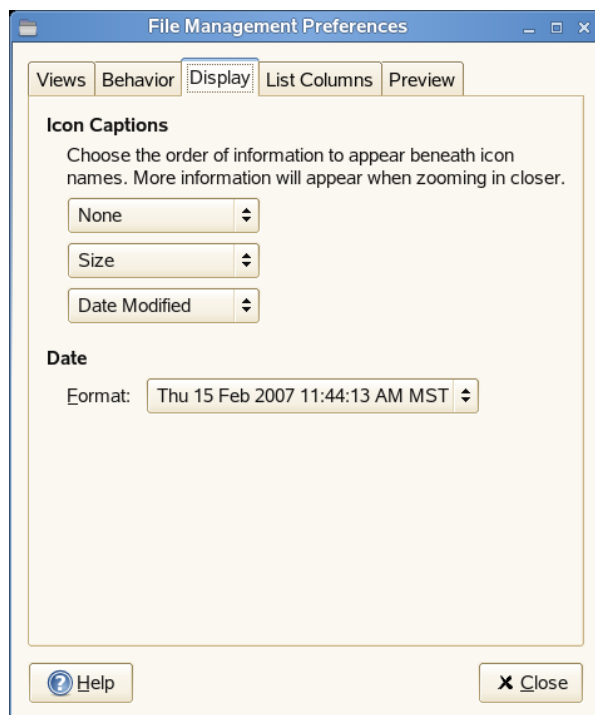 File Management Preferences
Views Behavior Display List Columns Preview
Icon Captions
Choose the order of information to appear beneath icon
names. More information will appear when zooming in closer.
None
Size
Date Modified
Date
Format: Thu 15 Feb 2007 11:44:13 AM MST
Help Close